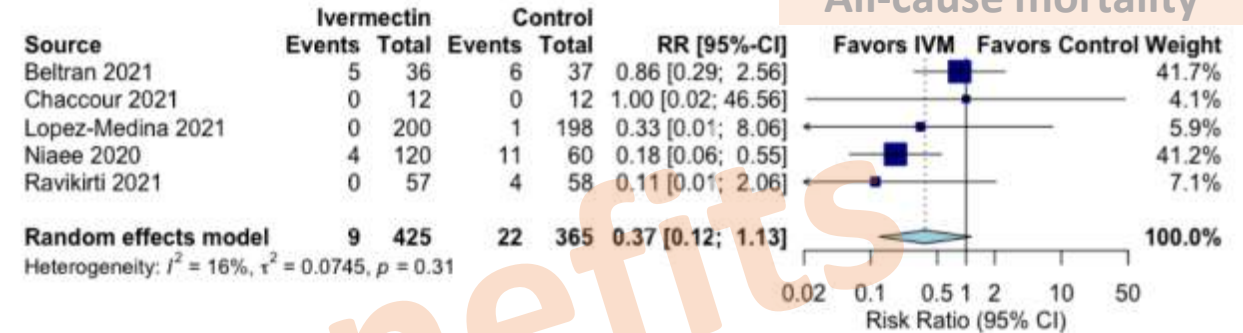 All-cause mortality
Ivermectin Control
Source Events Total Events Total RR [95%-CI] Favors IVM Favors Control Weight
Beltran 2021 5 36 6 37 0.86 [0.29; 2.56] 41.7%
Chaccour 2021 0 12 0 12 1.00 [0.02; 46.56] 4.1%
Lopez-Medina 2021 0 200 1 198 0.33 [0.01; 8.06] 5.9%
Niaee 2020 4 120 11 60 0.18 [0.06; 0.55] 41.2%
Ravikirti 2021 0 57 4 58 0.11 [0.01; 2.06] 7.1%
Random effects model 9 425 22 365 0.37 [0.12; 1.13] 100.0%
Heterogeneity: I² = 16%, τ² = 0.0745, p = 0.31
0.02 0.1 0.5 1 2 10 50
Risk Ratio (95% CI)
nefits